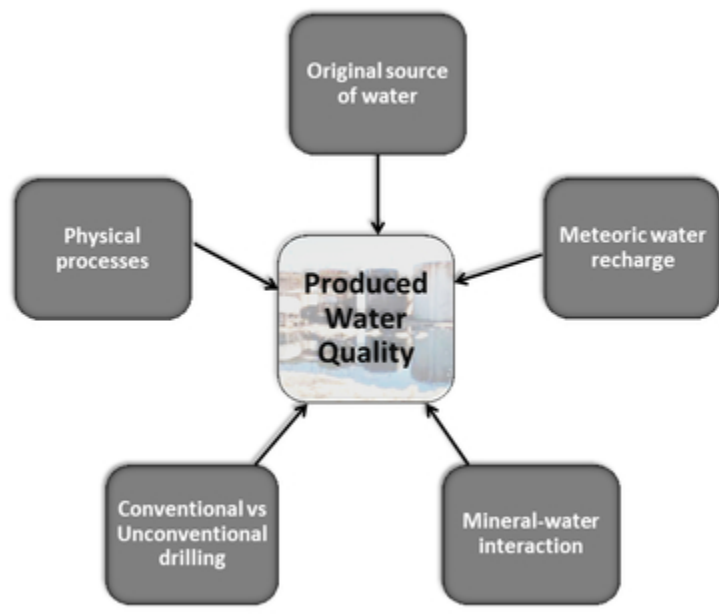 Original source
of water
Physical
processes
Meteoric water
recharge
Produced
Water
Quality
Conventional vs
Unconventional
drilling
Mineral-water
interaction